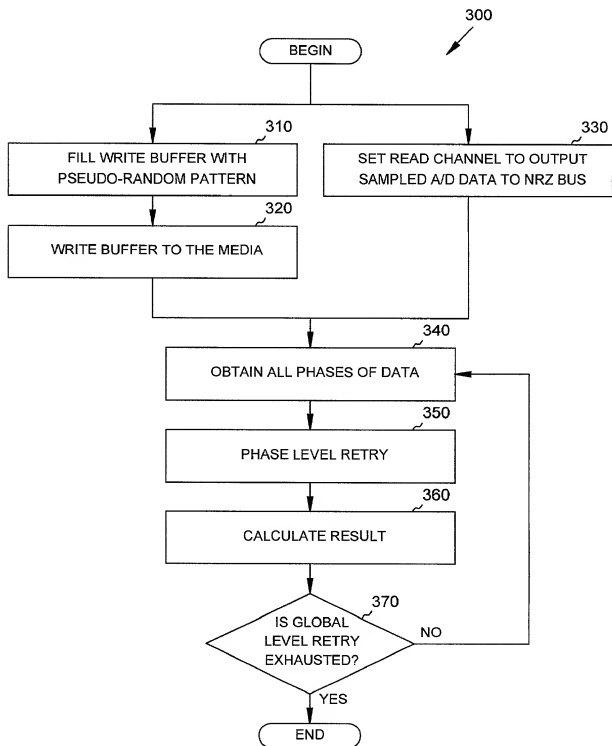 300
BEGIN
310
FILL WRITE BUFFER WITH
PSEUDO-RANDOM PATTERN
330
SET READ CHANNEL TO OUTPUT
SAMPLED A/D DATA TO NRZ BUS
320
WRITE BUFFER TO THE MEDIA
340
OBTAIN ALL PHASES OF DATA
350
PHASE LEVEL RETRY
360
CALCULATE RESULT
370
IS GLOBAL
LEVEL RETRY
EXHAUSTED?
NO
YES
END